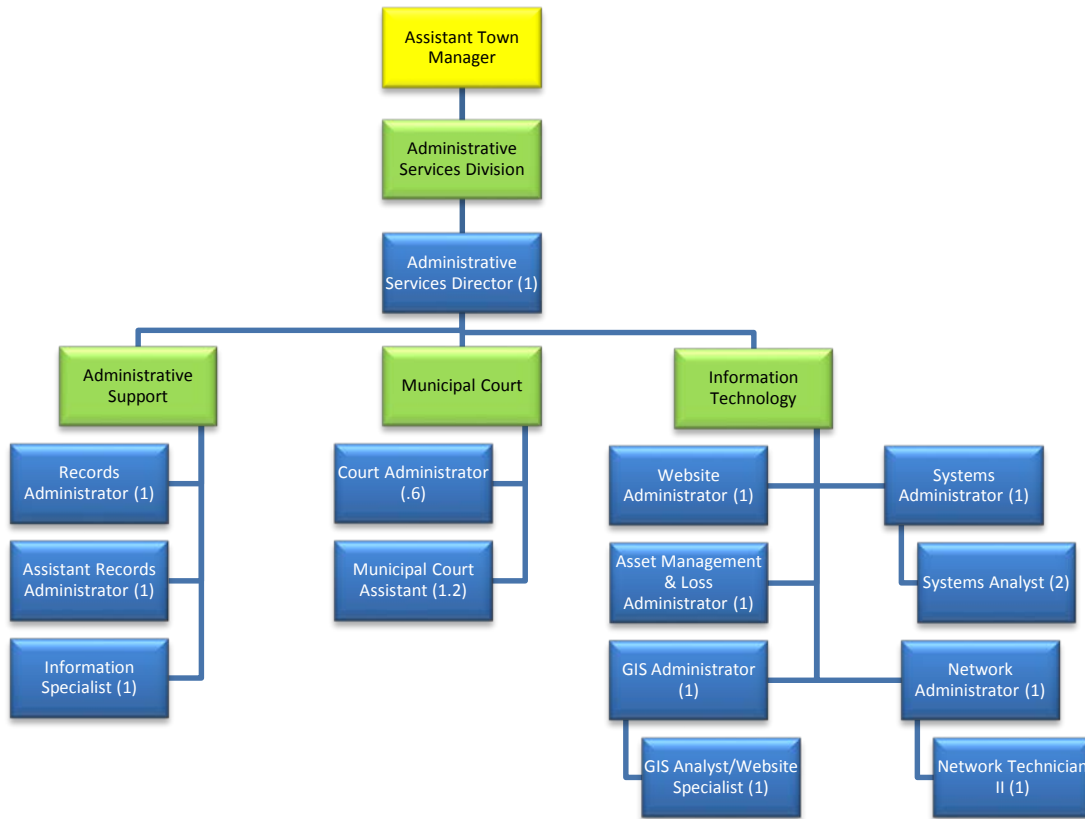 Assistant Town
Manager
Administrative
Services Division
Administrative
Services Director (1)
Administrative
Support
Municipal Court
Information
Technology
Records
Administrator (1)
Assistant Records
Administrator (1)
Information
Specialist (1)
Court Administrator
(.6)
Municipal Court
Assistant (1.2)
Website
Administrator (1)
Asset Management
& Loss
Administrator (1)
GIS Administrator
(1)
GIS Analyst/Website
Specialist (1)
Systems
Administrator (1)
Systems Analyst (2)
Network
Administrator (1)
Network Technician
II (1)